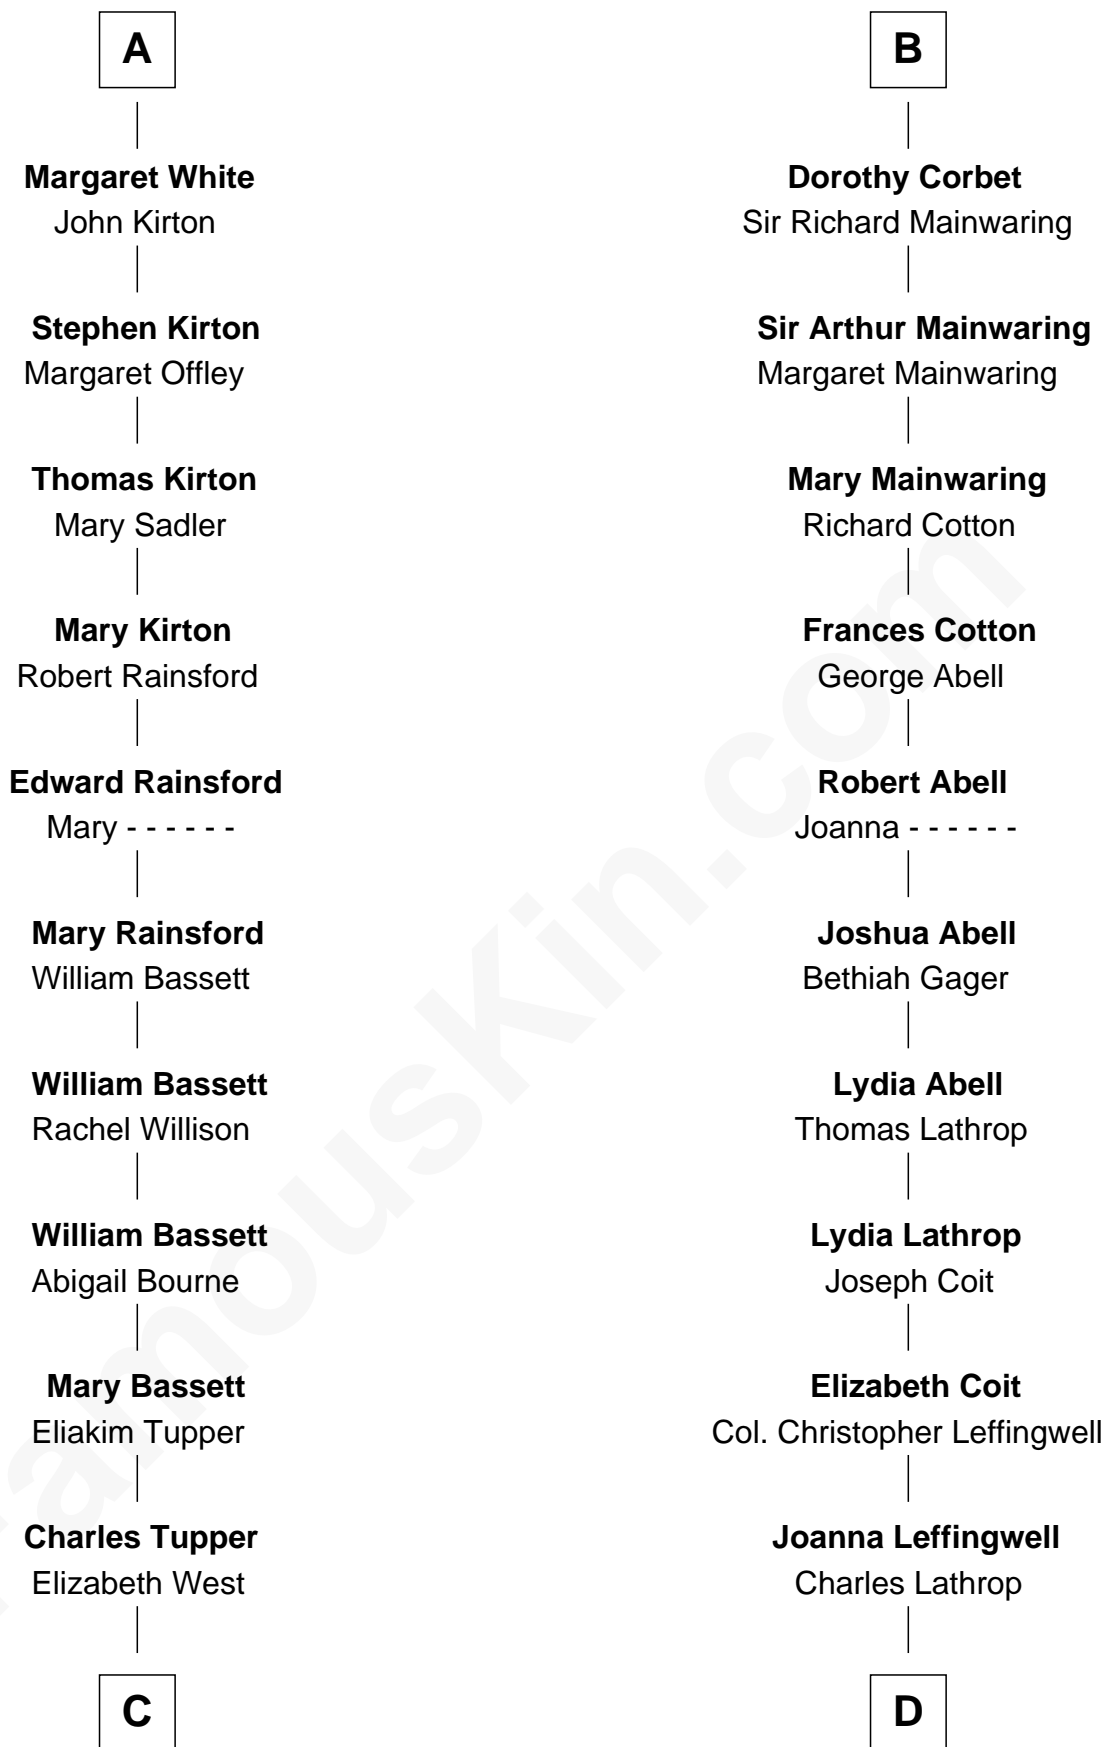 A
Margaret White
John Kirton
Stephen Kirton
Margaret Offley
Thomas Kirton
Mary Sadler
Mary Kirton
Robert Rainsford
Edward Rainsford
Mary - - - - - -
Mary Rainsford
William Bassett
William Bassett
Rachel Willison
William Bassett
Abigail Bourne
Mary Bassett
Eliakim Tupper
Charles Tupper
Elizabeth West
C
B
Dorothy Corbet
Sir Richard Mainwaring
Sir Arthur Mainwaring
Margaret Mainwaring
Mary Mainwaring
Richard Cotton
Frances Cotton
George Abell
Robert Abell
Joanna - - - - - -
Joshua Abell
Bethiah Gager
Lydia Abell
Thomas Lathrop
Lydia Lathrop
Joseph Coit
Elizabeth Coit
Col. Christopher Leffingwell
Joanna Leffingwell
Charles Lathrop
D
FamousKin.com